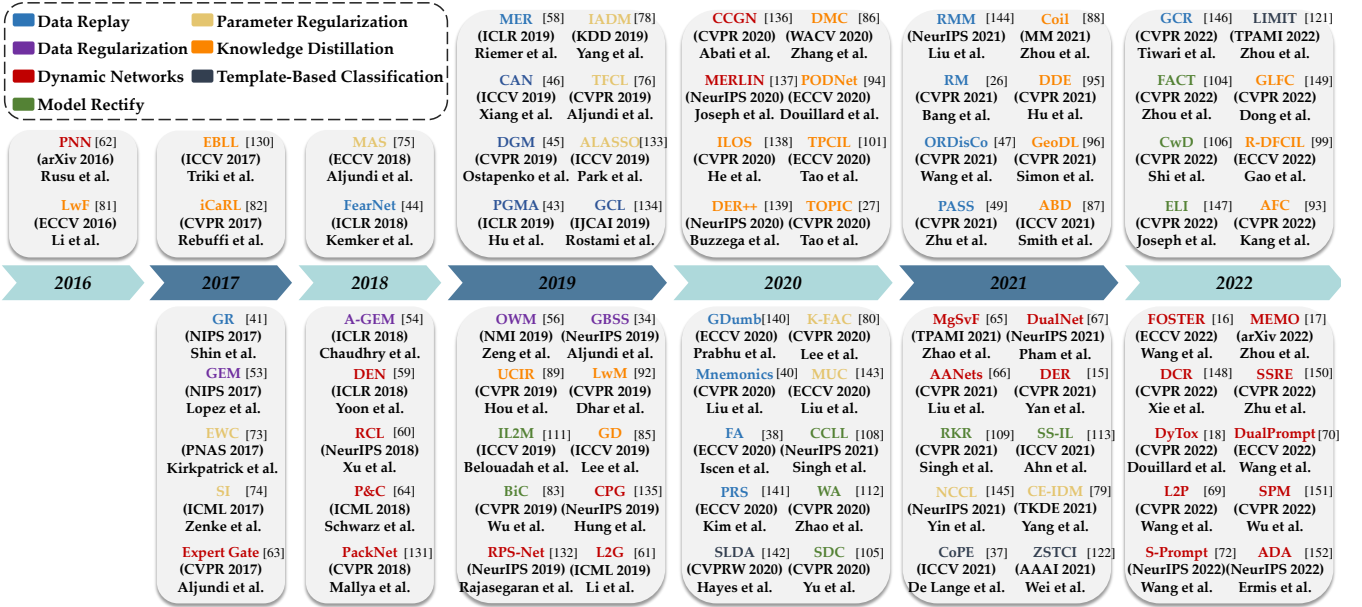 Data Replay
Parameter Regularization
Data Regularization
Knowledge Distillation
Dynamic Networks
Template-Based Classification
Model Rectify
PNN [62]
(arXiv 2016)
Rusu et al.
LwF [81]
(ECCV 2016)
Li et al.
EBLL [130]
(ICCV 2017)
Triki et al.
iCaRL [82]
(CVPR 2017)
Rebuffi et al.
MAS [75]
(ECCV 2018)
Aljundi et al.
FearNet [44]
(ICLR 2018)
Kemker et al.
MER [58] IADM [78]
(ICLR 2019) (KDD 2019)
Riemer et al. Yang et al.
CAN [46] TFCL [76]
(ICCV 2019) (CVPR 2019)
Xiang et al. Aljundi et al.
DGM [45] ALASSO[133]
(CVPR 2019) (ICCV 2019)
Ostapenko et al. Park et al.
PGMA [43] GCL [134]
(ICLR 2019) (IJCAI 2019)
Hu et al. Rostami et al.
CCGN [136] DMC [86]
(CVPR 2020) (WACV 2020)
Abati et al. Zhang et al.
MERLIN [137] PODNet [94]
(NeurIPS 2020) (ECCV 2020)
Joseph et al. Douillard et al.
ILOS [138] TPCIL [101]
(CVPR 2020) (ECCV 2020)
He et al. Tao et al.
DER++ [139] TOPIC [27]
(NeurIPS 2020) (CVPR 2020)
Buzzega et al. Tao et al.
RMM [144] Coil [88]
(NeurIPS 2021) (MM 2021)
Liu et al. Zhou et al.
RM [26] DDE [95]
(CVPR 2021) (CVPR 2021)
Bang et al. Hu et al.
ORDisCo [47] GeoDL [96]
(CVPR 2021) (CVPR 2021)
Wang et al. Simon et al.
PASS [49] ABD [87]
(CVPR 2021) (ICCV 2021)
Zhu et al. Smith et al.
GCR [146] LIMIT [121]
(CVPR 2022) (TPAMI 2022)
Tiwari et al. Zhou et al.
FACT [104] GLFC [149]
(CVPR 2022) (CVPR 2022)
Zhou et al. Dong et al.
CwD [106] R-DFCIL [99]
(CVPR 2022) (ECCV 2022)
Shi et al. Gao et al.
ELI [147] AFC [93]
(CVPR 2022) (CVPR 2022)
Joseph et al. Kang et al.
2016 2017 2018 2019 2020 2021 2022
GR [41]
(NIPS 2017)
Shin et al.
GEM [53]
(NIPS 2017)
Lopez et al.
EWC [73]
(PNAS 2017)
Kirkpatrick et al.
SI [74]
(ICML 2017)
Zenke et al.
Expert Gate [63]
(CVPR 2017)
Aljundi et al.
A-GEM [54]
(ICLR 2018)
Chaudhry et al.
DEN [59]
(ICLR 2018)
Yoon et al.
RCL [60]
(NeurIPS 2018)
Xu et al.
P&C [64]
(ICML 2018)
Schwarz et al.
PackNet [131]
(CVPR 2018)
Mallya et al.
OWM [56] GBSS [34]
(NMI 2019) (NeurIPS 2019)
Zeng et al. Aljundi et al.
UCIR [89] LwM [92]
(CVPR 2019) (CVPR 2019)
Hou et al. Dhar et al.
IL2M [111] GD [85]
(ICCV 2019) (ICCV 2019)
Belouadah et al. Lee et al.
BiC [83] CPG [135]
(CVPR 2019) (NeurIPS 2019)
Wu et al. Hung et al.
RPS-Net [132] L2G [61]
(NeurIPS 2019) (ICML 2019)
Rajasegaran et al. Li et al.
GDumb[140] K-FAC [80]
(ECCV 2020) (CVPR 2020)
Prabhu et al. Lee et al.
Mnemonics [40] MUC [143]
(CVPR 2020) (ECCV 2020)
Liu et al. Liu et al.
FA [38] CCLL [108]
(ECCV 2020) (NeurIPS 2021)
Iscen et al. Singh et al.
PRS [141] WA [112]
(ECCV 2020) (CVPR 2020)
Kim et al. Zhao et al.
SLDA [142] SDC [105]
(CVPRW 2020) (CVPR 2020)
Hayes et al. Yu et al.
MgSvF [65] DualNet [67]
(TPAMI 2021) (NeurIPS 2021)
Zhao et al. Pham et al.
AANets [66] DER [15]
(CVPR 2021) (CVPR 2021)
Liu et al. Yan et al.
RKR [109] SS-IL [113]
(CVPR 2021) (ICCV 2021)
Singh et al. Ahn et al.
NCCL [145] CE-IDM [79]
(NeurIPS 2021) (TKDE 2021)
Yin et al. Yang et al.
CoPE [37] ZSTCI [122]
(ICCV 2021) (AAAI 2021)
De Lange et al. Wei et al.
FOSTER [16] MEMO [17]
(ECCV 2022) (arXiv 2022)
Wang et al. Zhou et al.
DCR [148] SSRE [150]
(CVPR 2022) (CVPR 2022)
Xie et al. Zhu et al.
DyTox [18] DualPrompt [70]
(CVPR 2022) (ECCV 2022)
Douillard et al. Wang et al.
L2P [69] SPM [151]
(CVPR 2022) (CVPR 2022)
Wang et al. Wu et al.
S-Prompt [72] ADA [152]
(NeurIPS 2022)(NeurIPS 2022)
Wang et al. Ermis et al.